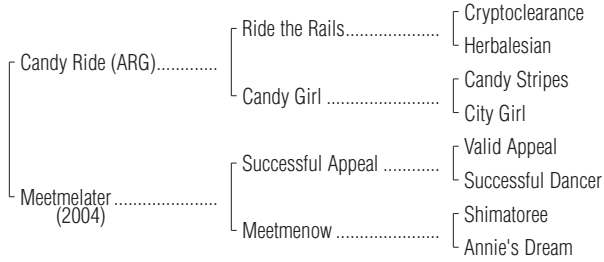 Cryptoclearance
Ride the Rails....................
Herbalesian
Candy Ride (ARG).............
Candy Stripes
Candy Girl ........................
City Girl
Valid Appeal
Successful Appeal ............
Successful Dancer
Meetmelater ......................
(2004)
Shimatoree
Meetmenow ......................
Annie's Dream